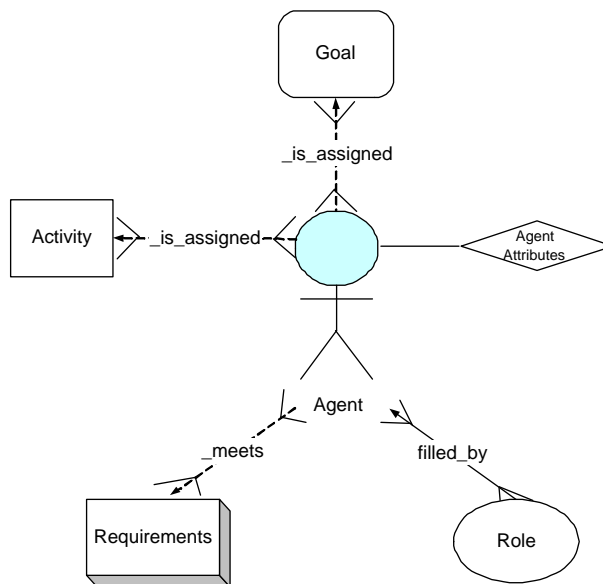 Goal
_is_assigned
Activity
_is_assigned
Agent
Attributes
Agent
_meets
filled_by
Requirements
Role